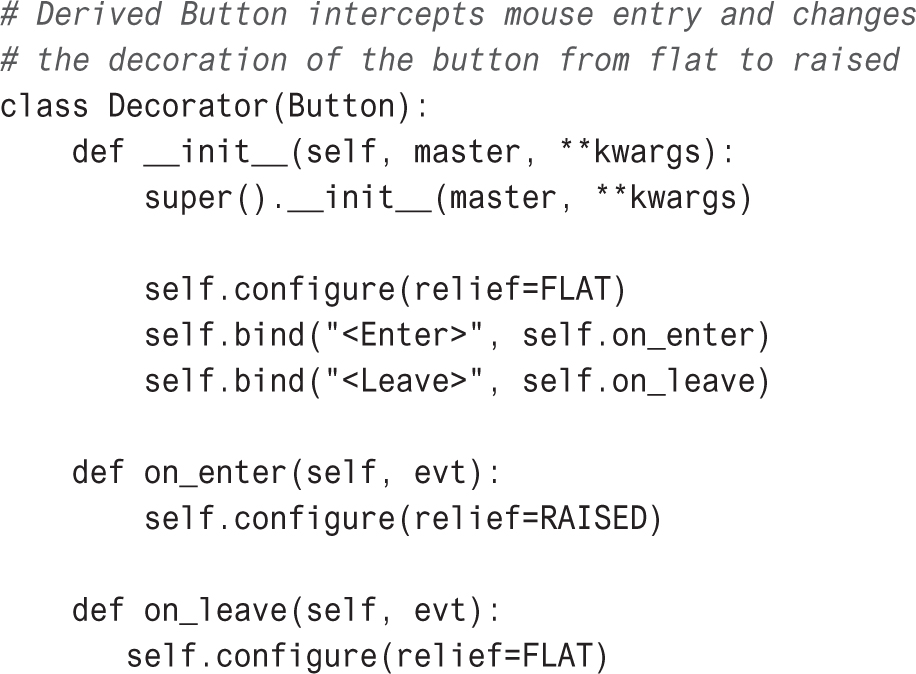 # Derived Button intercepts mouse entry and changes
# the decoration of the button from flat to raised
class Decorator(Button):
    def __init__(self, master, **kwargs):
        super().__init__(master, **kwargs)

        self.configure(relief=FLAT)
        self.bind("<Enter>", self.on_enter)
        self.bind("<Leave>", self.on_leave)

    def on_enter(self, evt):
        self.configure(relief=RAISED)

    def on_leave(self, evt):
       self.configure(relief=FLAT)